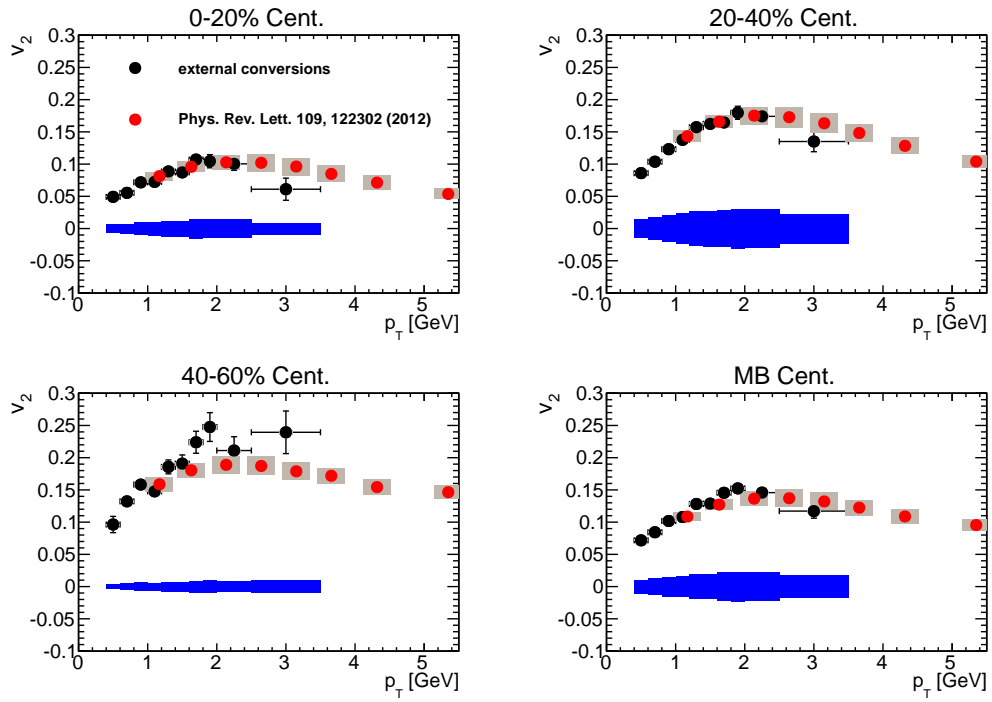 0-20% Cent.
v2
0.3
0.25
0.2
0.15
0.1
0.05
0
-0.05
-0.1
external conversions
Phys. Rev. Lett. 109, 122302 (2012)
0 1 2 3 4 5
pT [GeV]
20-40% Cent.
v2
0.3
0.25
0.2
0.15
0.1
0.05
0
-0.05
-0.1
0 1 2 3 4 5
pT [GeV]
40-60% Cent.
v2
0.3
0.25
0.2
0.15
0.1
0.05
0
-0.05
-0.1
0 1 2 3 4 5
pT [GeV]
MB Cent.
v2
0.3
0.25
0.2
0.15
0.1
0.05
0
-0.05
-0.1
0 1 2 3 4 5
pT [GeV]